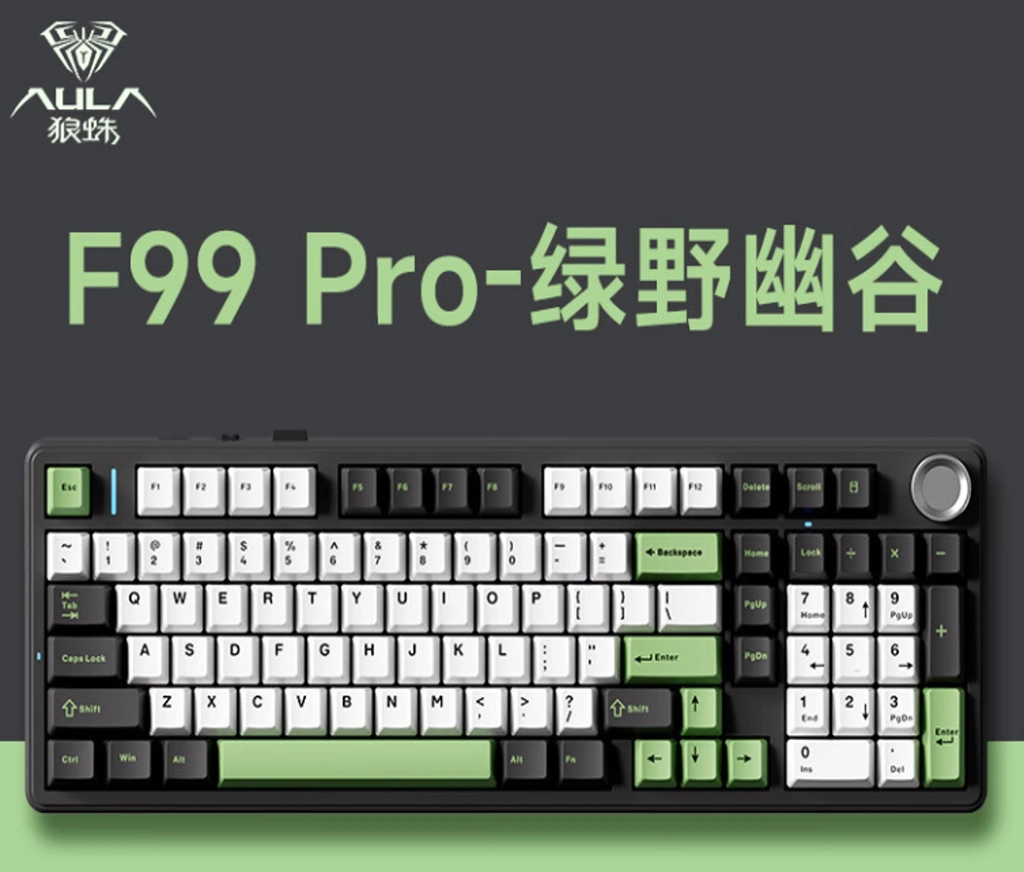 AULA
狼蛛
F99 Pro-绿野幽谷
Esc F1 F2 F3 F4 F5 F6 F7 F8 F9 F10 F11 F12 Delete Scroll
~ ` ! 1 @ 2 # 3 $ 4 % 5 ^ 6 & 7 * 8 ( 9 ) 0 — - + = ← Backspace Home Lock ÷ × −
Tab Q W E R T Y U I O P { [ } ] | \ PgUp 7 Home 8 ↑ 9 PgUp +
Caps Lock A S D F G H J K L : ; " ' Enter PgDn 4 ← 5 6 →
Shift Z X C V B N M < , > . ? / Shift ↑ 1 End 2 ↓ 3 PgDn Enter
Ctrl Win Alt Alt Fn ← ↓ → 0 Ins . Del